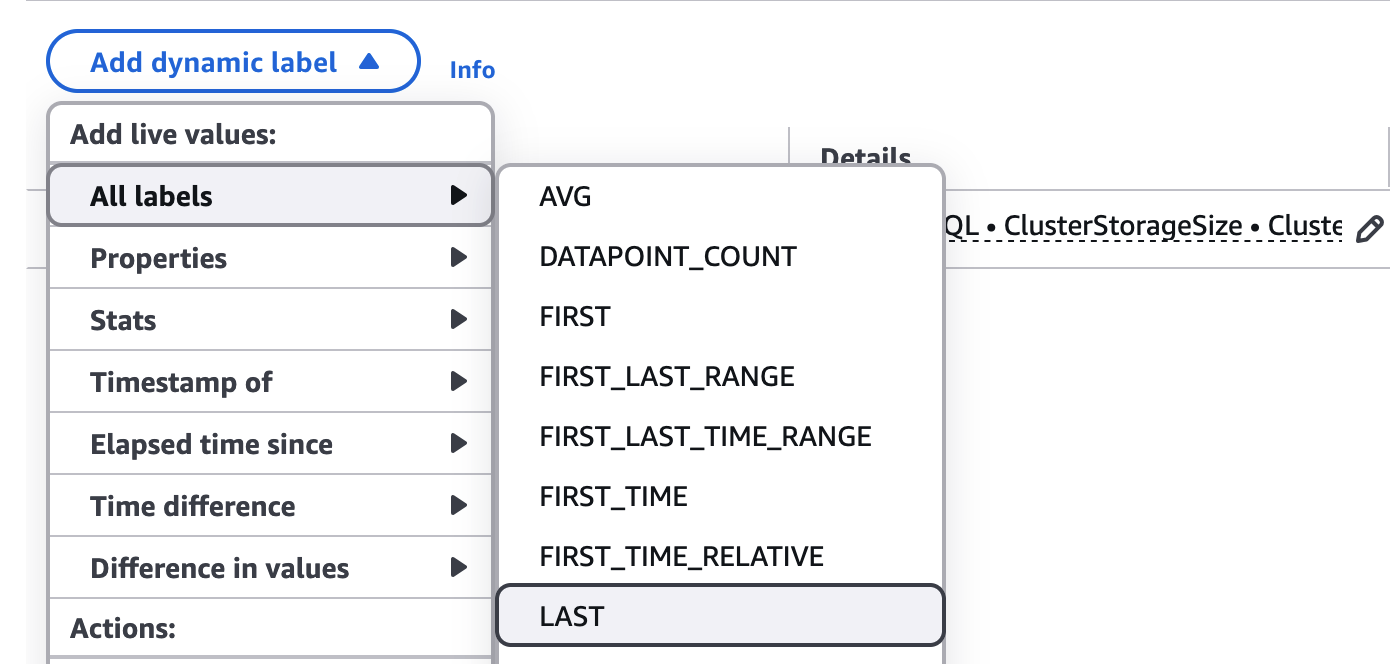 Add dynamic label
Info
Add live values:
Details
All labels
AVG
QL • ClusterStorageSize • Cluste
Properties
DATAPOINT_COUNT
Stats
FIRST
Timestamp of
FIRST_LAST_RANGE
Elapsed time since
FIRST_LAST_TIME_RANGE
Time difference
FIRST_TIME
Difference in values
FIRST_TIME_RELATIVE
Actions:
LAST